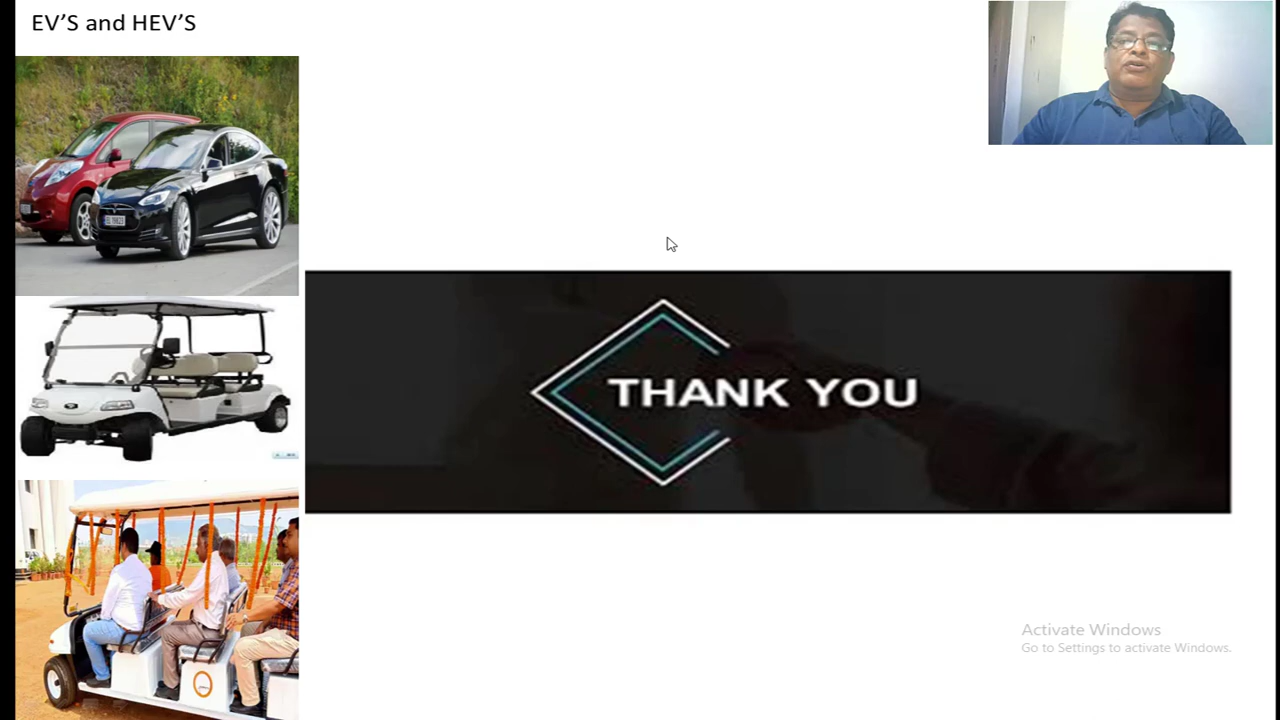 EV'S and HEV'S
THANK YOU
Activate Windows
Go to Settings to activate Windows.